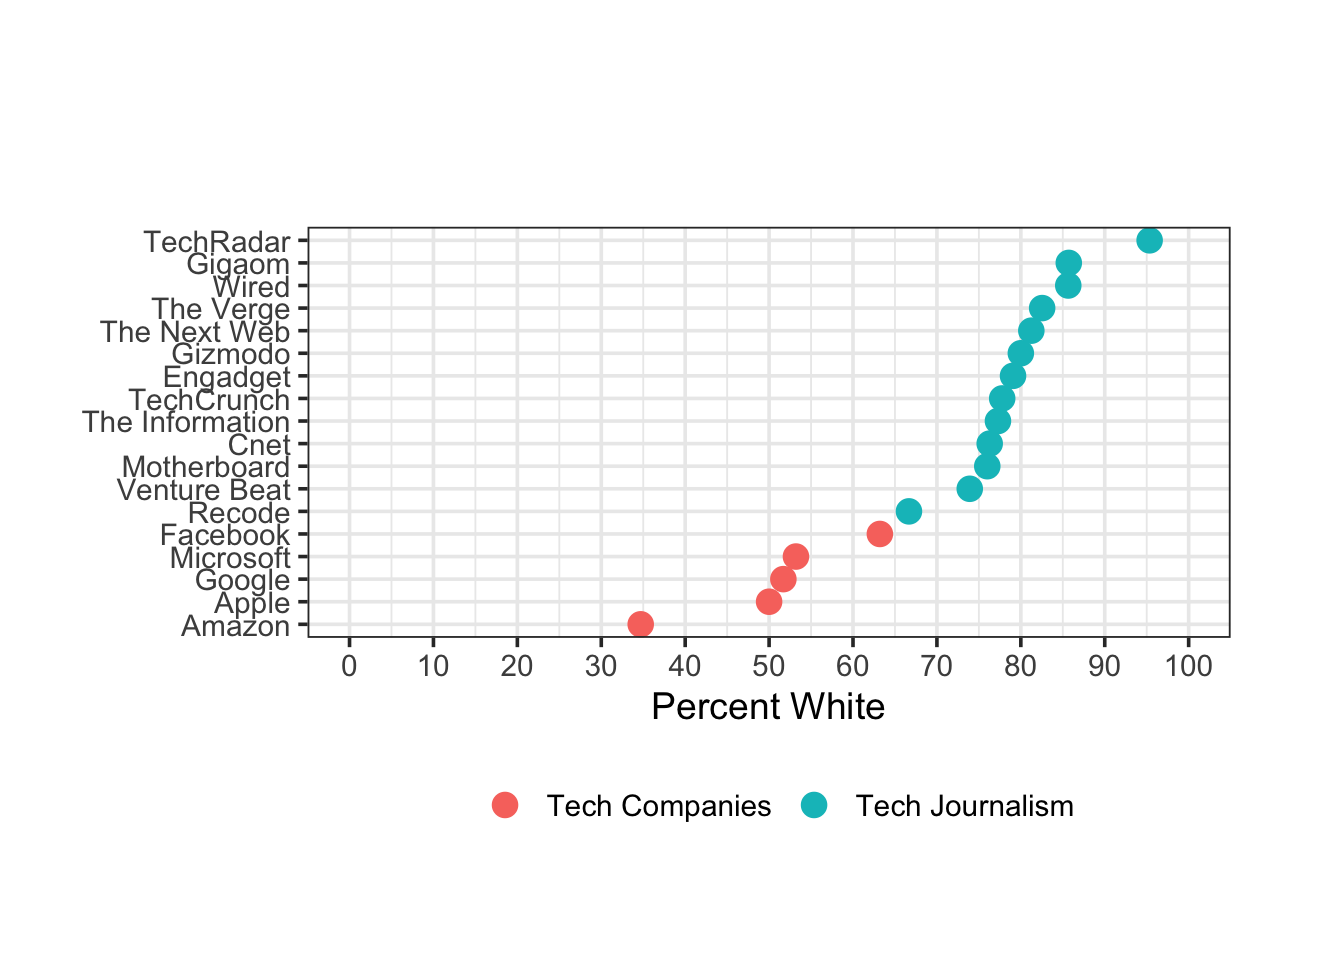 TechRadar
Gigaom
Wired
The Verge
The Next Web
Gizmodo
Engadget
TechCrunch
The Information
Cnet
Motherboard
Venture Beat
Recode
Facebook
Microsoft
Google
Apple
Amazon
0 10 20 30 40 50 60 70 80 90 100
Percent White
Tech Companies Tech Journalism